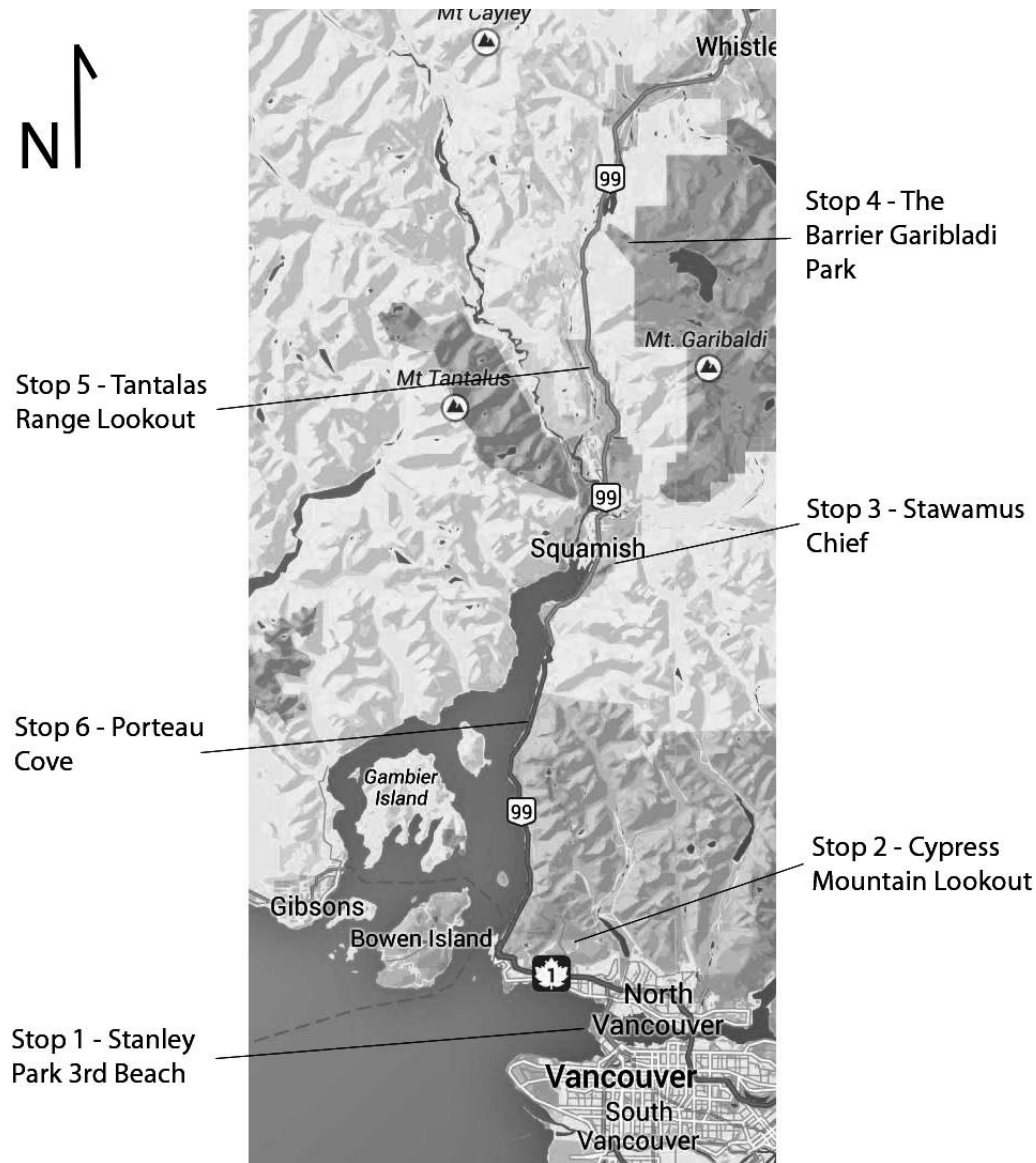 Mt Cayley
Whistle
N
99
Stop 4 - The
Barrier Garibladi
Park
Mt. Garibaldi
Stop 5 - Tantalas
Range Lookout
Mt Tantalus
99
Stop 3 - Stawamus
Chief
Squamish
Stop 6 - Porteau
Cove
Gambier
Island
99
Stop 2 - Cypress
Mountain Lookout
Gibsons
Bowen Island
1
North
Vancouver
Stop 1 - Stanley
Park 3rd Beach
Vancouver
South
Vancouver